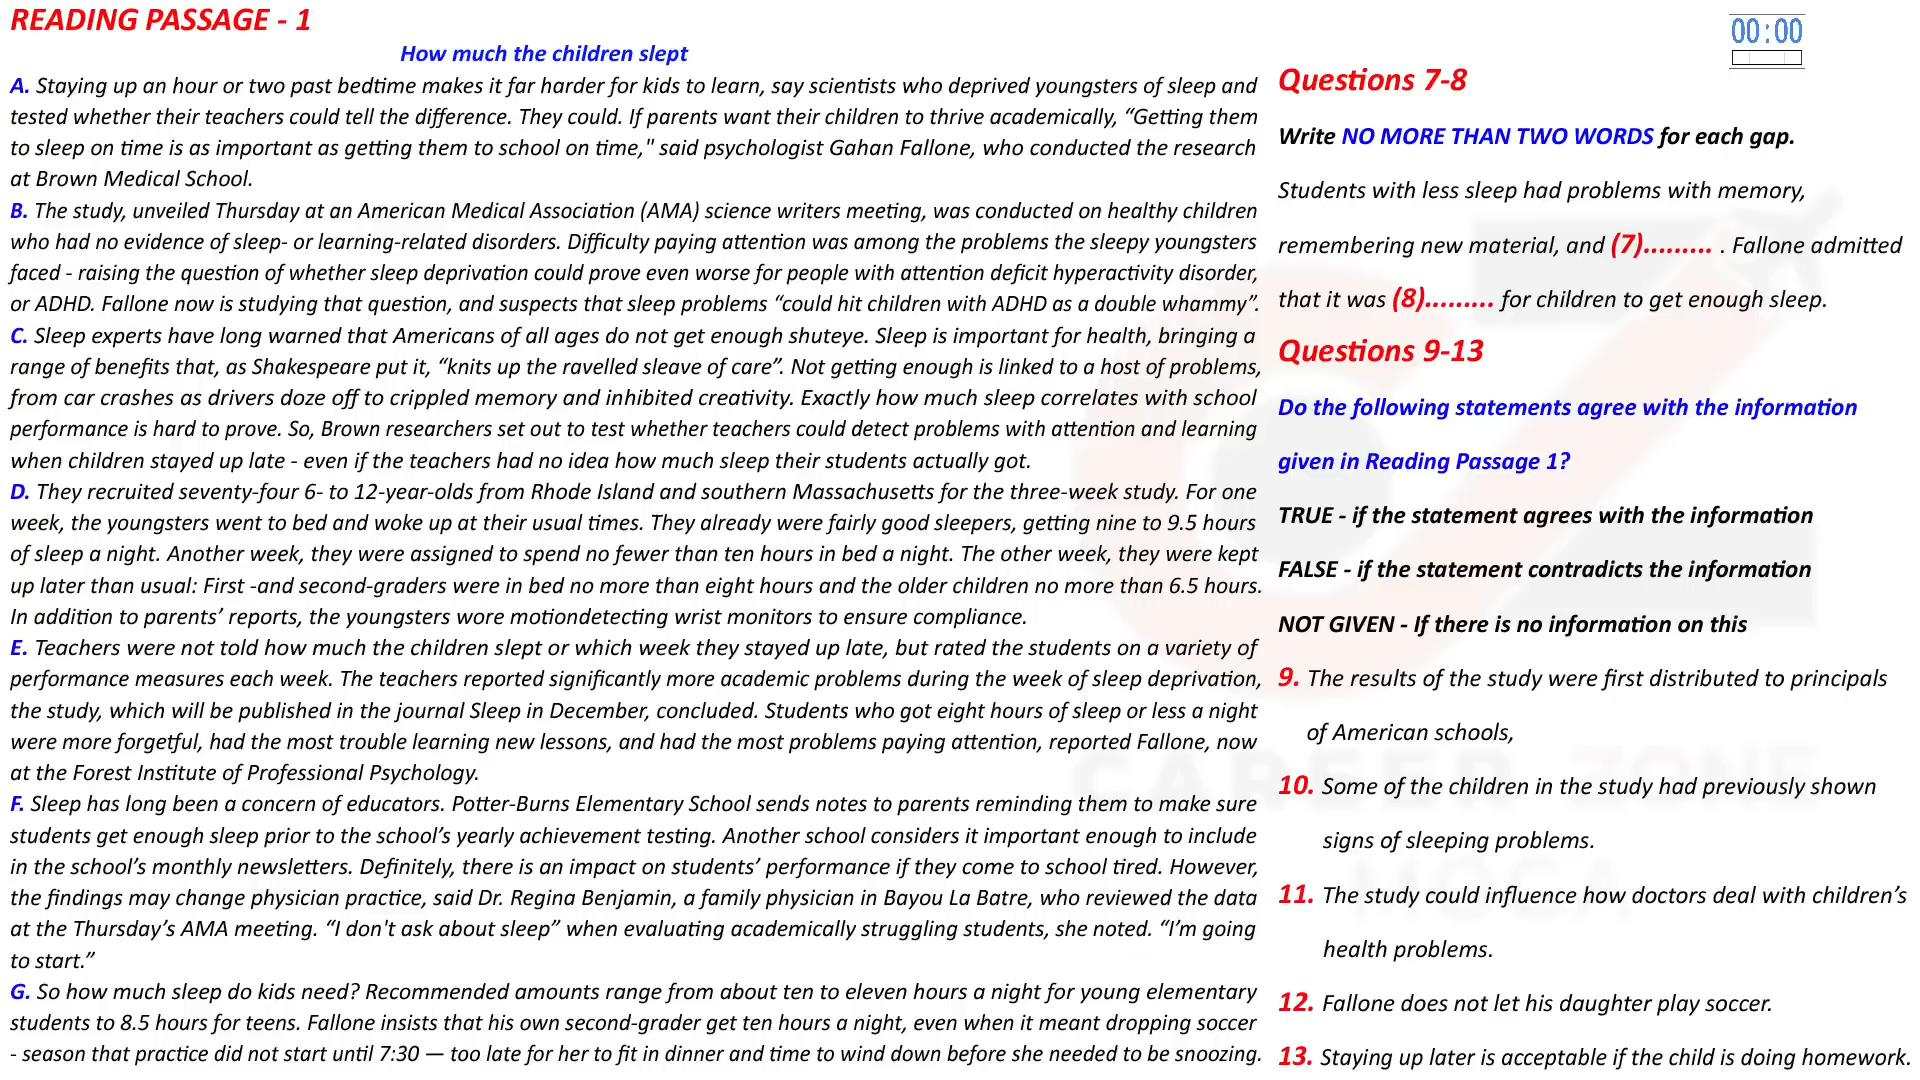 READING PASSAGE - 1
How much the children slept
A. Staying up an hour or two past bedtime makes it far harder for kids to learn, say scientists who deprived youngsters of sleep and
tested whether their teachers could tell the difference. They could. If parents want their children to thrive academically, “Getting them
to sleep on time is as important as getting them to school on time," said psychologist Gahan Fallone, who conducted the research
at Brown Medical School.
B. The study, unveiled Thursday at an American Medical Association (AMA) science writers meeting, was conducted on healthy children
who had no evidence of sleep- or learning-related disorders. Difficulty paying attention was among the problems the sleepy youngsters
faced - raising the question of whether sleep deprivation could prove even worse for people with attention deficit hyperactivity disorder,
or ADHD. Fallone now is studying that question, and suspects that sleep problems “could hit children with ADHD as a double whammy”.
C. Sleep experts have long warned that Americans of all ages do not get enough shuteye. Sleep is important for health, bringing a
range of benefits that, as Shakespeare put it, “knits up the ravelled sleave of care”. Not getting enough is linked to a host of problems,
from car crashes as drivers doze off to crippled memory and inhibited creativity. Exactly how much sleep correlates with school
performance is hard to prove. So, Brown researchers set out to test whether teachers could detect problems with attention and learning
when children stayed up late - even if the teachers had no idea how much sleep their students actually got.
D. They recruited seventy-four 6- to 12-year-olds from Rhode Island and southern Massachusetts for the three-week study. For one
week, the youngsters went to bed and woke up at their usual times. They already were fairly good sleepers, getting nine to 9.5 hours
of sleep a night. Another week, they were assigned to spend no fewer than ten hours in bed a night. The other week, they were kept
up later than usual: First -and second-graders were in bed no more than eight hours and the older children no more than 6.5 hours.
In addition to parents’ reports, the youngsters wore motiondetecting wrist monitors to ensure compliance.
E. Teachers were not told how much the children slept or which week they stayed up late, but rated the students on a variety of
performance measures each week. The teachers reported significantly more academic problems during the week of sleep deprivation,
the study, which will be published in the journal Sleep in December, concluded. Students who got eight hours of sleep or less a night
were more forgetful, had the most trouble learning new lessons, and had the most problems paying attention, reported Fallone, now
at the Forest Institute of Professional Psychology.
F. Sleep has long been a concern of educators. Potter-Burns Elementary School sends notes to parents reminding them to make sure
students get enough sleep prior to the school’s yearly achievement testing. Another school considers it important enough to include
in the school’s monthly newsletters. Definitely, there is an impact on students’ performance if they come to school tired. However,
the findings may change physician practice, said Dr. Regina Benjamin, a family physician in Bayou La Batre, who reviewed the data
at the Thursday’s AMA meeting. “I don't ask about sleep” when evaluating academically struggling students, she noted. “I’m going
to start.”
G. So how much sleep do kids need? Recommended amounts range from about ten to eleven hours a night for young elementary
students to 8.5 hours for teens. Fallone insists that his own second-grader get ten hours a night, even when it meant dropping soccer
- season that practice did not start until 7:30 — too late for her to fit in dinner and time to wind down before she needed to be snoozing.
00:00
Questions 7-8
Write NO MORE THAN TWO WORDS for each gap.
Students with less sleep had problems with memory,
remembering new material, and (7)......... . Fallone admitted
that it was (8)......... for children to get enough sleep.
Questions 9-13
Do the following statements agree with the information
given in Reading Passage 1?
TRUE - if the statement agrees with the information
FALSE - if the statement contradicts the information
NOT GIVEN - If there is no information on this
9. The results of the study were first distributed to principals
of American schools,
10. Some of the children in the study had previously shown
signs of sleeping problems.
11. The study could influence how doctors deal with children’s
health problems.
12. Fallone does not let his daughter play soccer.
13. Staying up later is acceptable if the child is doing homework.
CAREER ZONE
MOGA